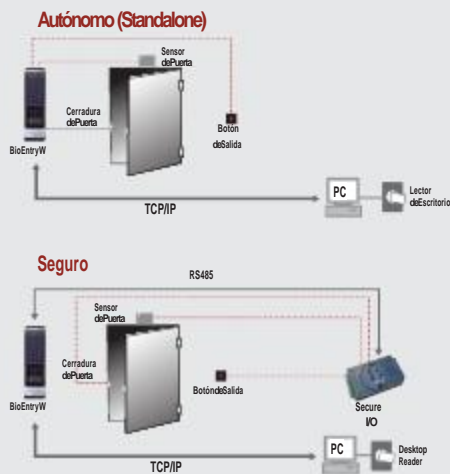 Autónomo (Standalone)
Sensor
dePuerta
Cerradura
dePuerta
Botón
deSalida
BioEntryW
PC
Lector
deEscritorio
TCP/IP
Seguro
RS485
Sensor
dePuerta
Cerradura
dePuerta
BotóndeSalida
BioEntryW
Secure
I/O
PC
Desktop
Reader
TCP/IP